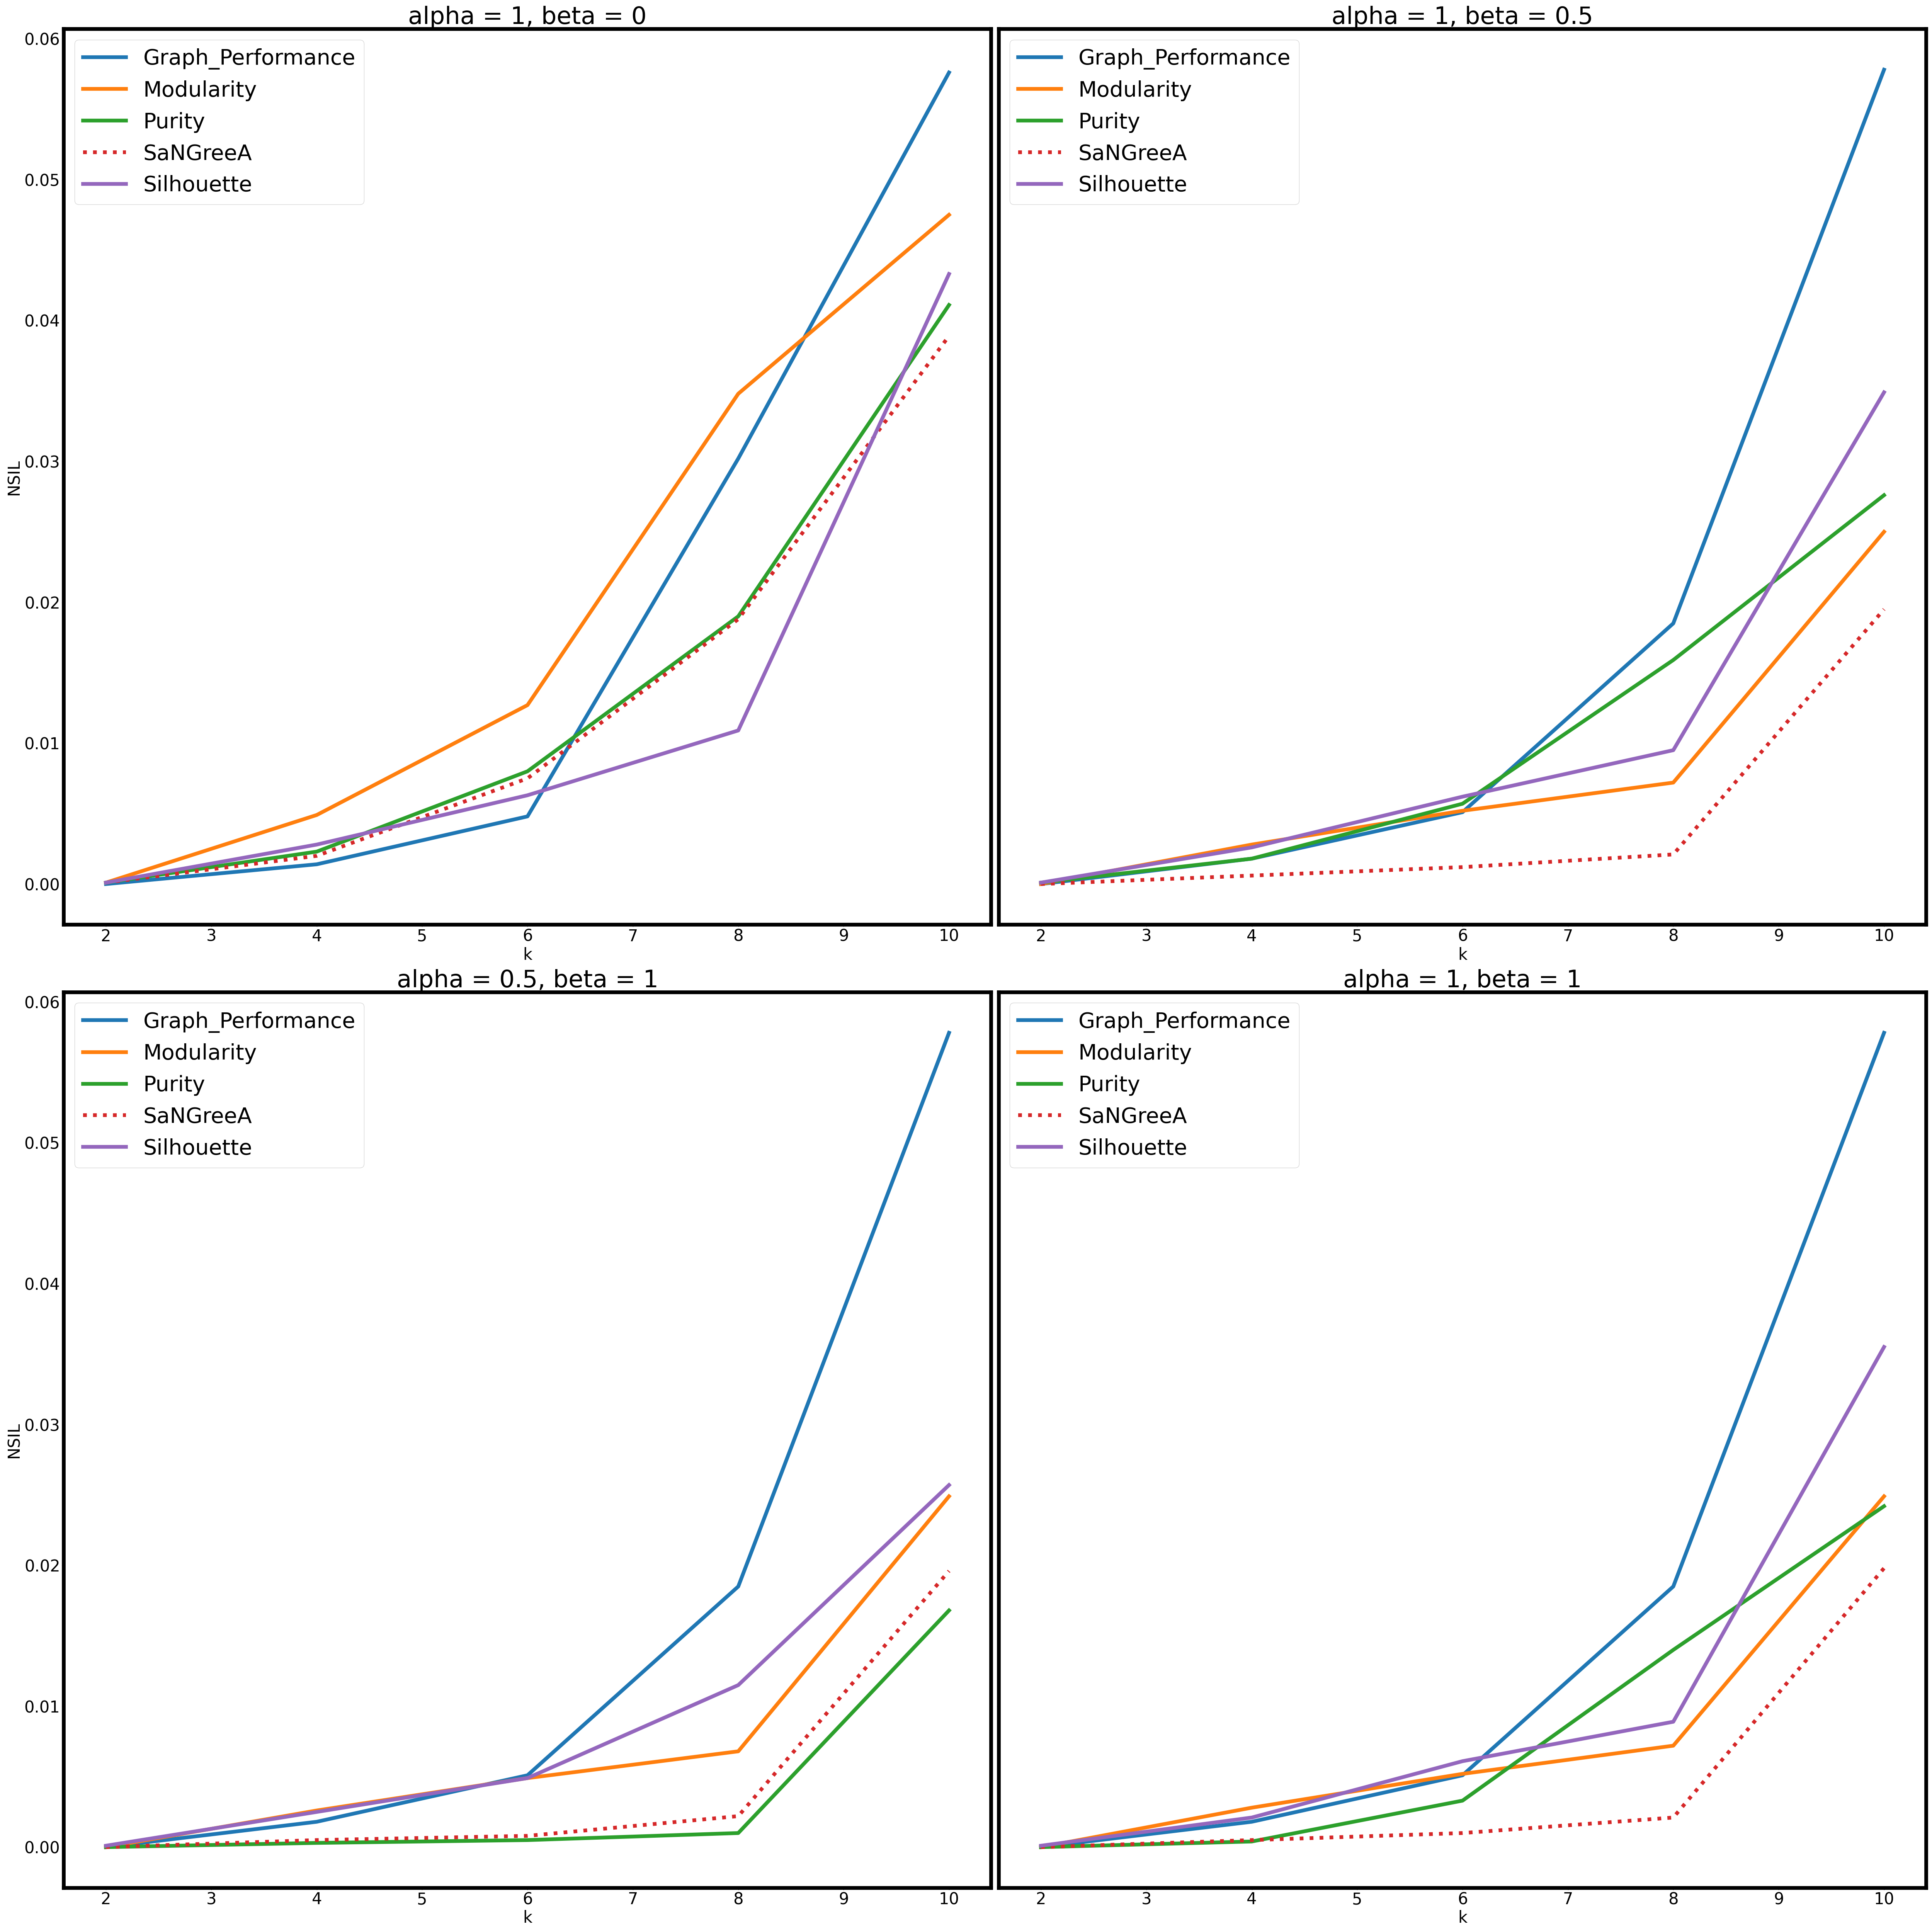 alpha = 1, beta = 0
0.06
0.05
0.04
0.03
0.02
0.01
0.00
NSIL
Graph_Performance
Modularity
Purity
SaNGreeA
Silhouette
2 3 4 5 6 7 8 9 10
k
alpha = 1, beta = 0.5
Graph_Performance
Modularity
Purity
SaNGreeA
Silhouette
2 3 4 5 6 7 8 9 10
k
alpha = 0.5, beta = 1
0.06
0.05
0.04
0.03
0.02
0.01
0.00
NSIL
Graph_Performance
Modularity
Purity
SaNGreeA
Silhouette
2 3 4 5 6 7 8 9 10
k
alpha = 1, beta = 1
Graph_Performance
Modularity
Purity
SaNGreeA
Silhouette
2 3 4 5 6 7 8 9 10
k